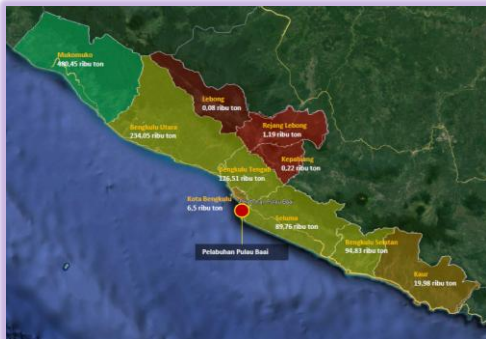 Mukomuko
480,45 ribu ton
Lebong
0,08 ribu ton
Rejang Lebong
1,19 ribu ton
Bengkulu Utara
234,05 ribu ton
Kepahiang
0,22 ribu ton
Bengkulu Tengah
126,51 ribu ton
Kota Bengkulu
6,5 ribu ton
Seluma
89,76 ribu ton
Pelabuhan Pulau Baai
Bengkulu Selatan
94,83 ribu ton
Kaur
19,98 ribu ton